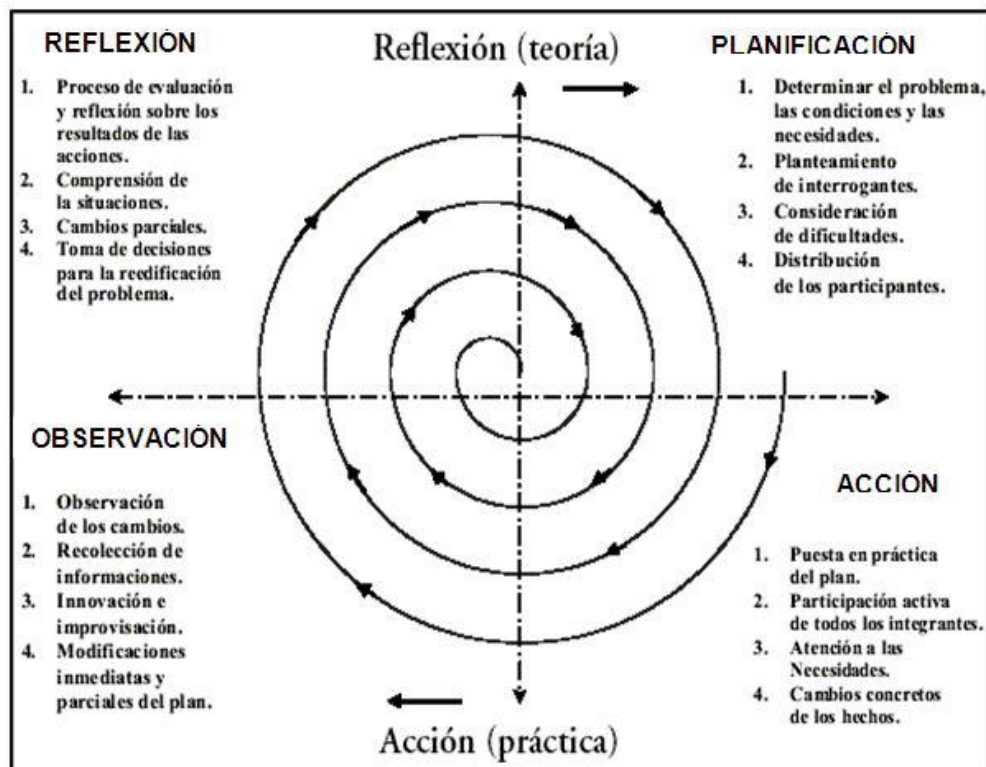 Reflexión (teoría)
REFLEXIÓN
1. Proceso de evaluación
y reflexión sobre los
resultados de las
acciones.
2. Comprensión de
la situaciones.
3. Cambios parciales.
4. Toma de decisiones
para la reedificación
del problema.
PLANIFICACIÓN
1. Determinar el problema,
las condiciones y las
necesidades.
2. Planteamiento
de interrogantes.
3. Consideración
de dificultades.
4. Distribución
de los participantes.
OBSERVACIÓN
1. Observación
de los cambios.
2. Recolección de
informaciones.
3. Innovación e
improvisación.
4. Modificaciones
inmediatas y
parciales del plan.
ACCIÓN
1. Puesta en práctica
del plan.
2. Participación activa
de todos los integrantes.
3. Atención a las
Necesidades.
4. Cambios concretos
de los hechos.
Acción (práctica)